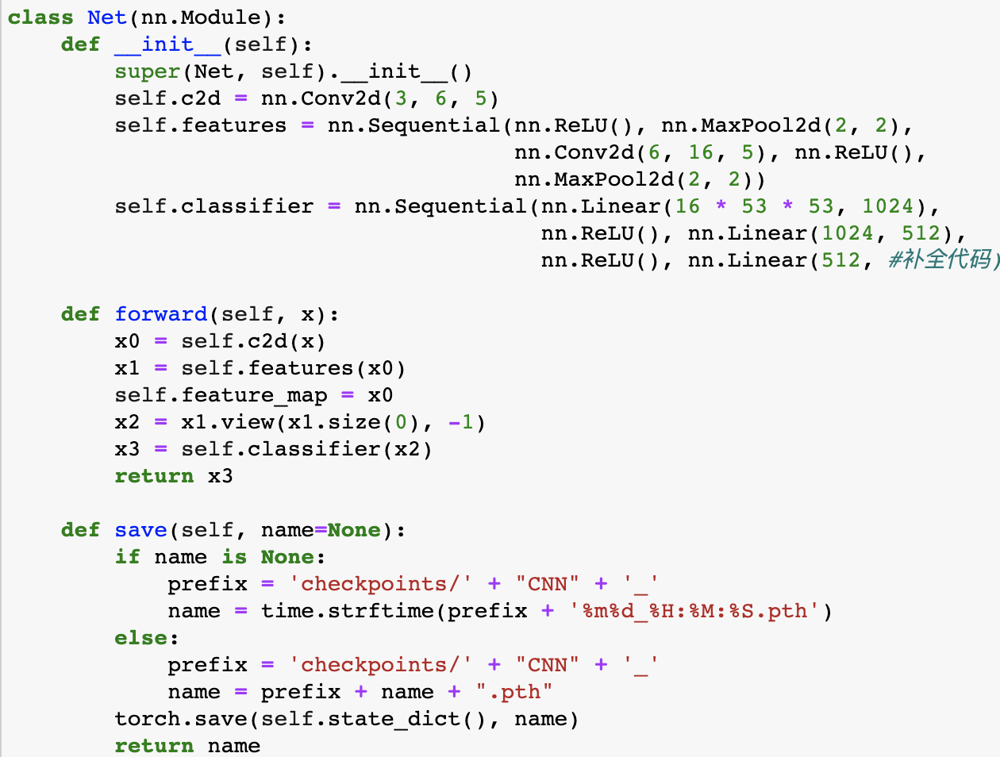 class Net(nn.Module):
    def __init__(self):
        super(Net, self).__init__()
        self.c2d = nn.Conv2d(3, 6, 5)
        self.features = nn.Sequential(nn.ReLU(), nn.MaxPool2d(2, 2),
                                      nn.Conv2d(6, 16, 5), nn.ReLU(),
                                      nn.MaxPool2d(2, 2))
        self.classifier = nn.Sequential(nn.Linear(16 * 53 * 53, 1024),
                                        nn.ReLU(), nn.Linear(1024, 512),
                                        nn.ReLU(), nn.Linear(512, #补全代码)

    def forward(self, x):
        x0 = self.c2d(x)
        x1 = self.features(x0)
        self.feature_map = x0
        x2 = x1.view(x1.size(0), -1)
        x3 = self.classifier(x2)
        return x3

    def save(self, name=None):
        if name is None:
            prefix = 'checkpoints/' + "CNN" + '_'
            name = time.strftime(prefix + '%m%d_%H:%M:%S.pth')
        else:
            prefix = 'checkpoints/' + "CNN" + '_'
            name = prefix + name + ".pth"
        torch.save(self.state_dict(), name)
        return name